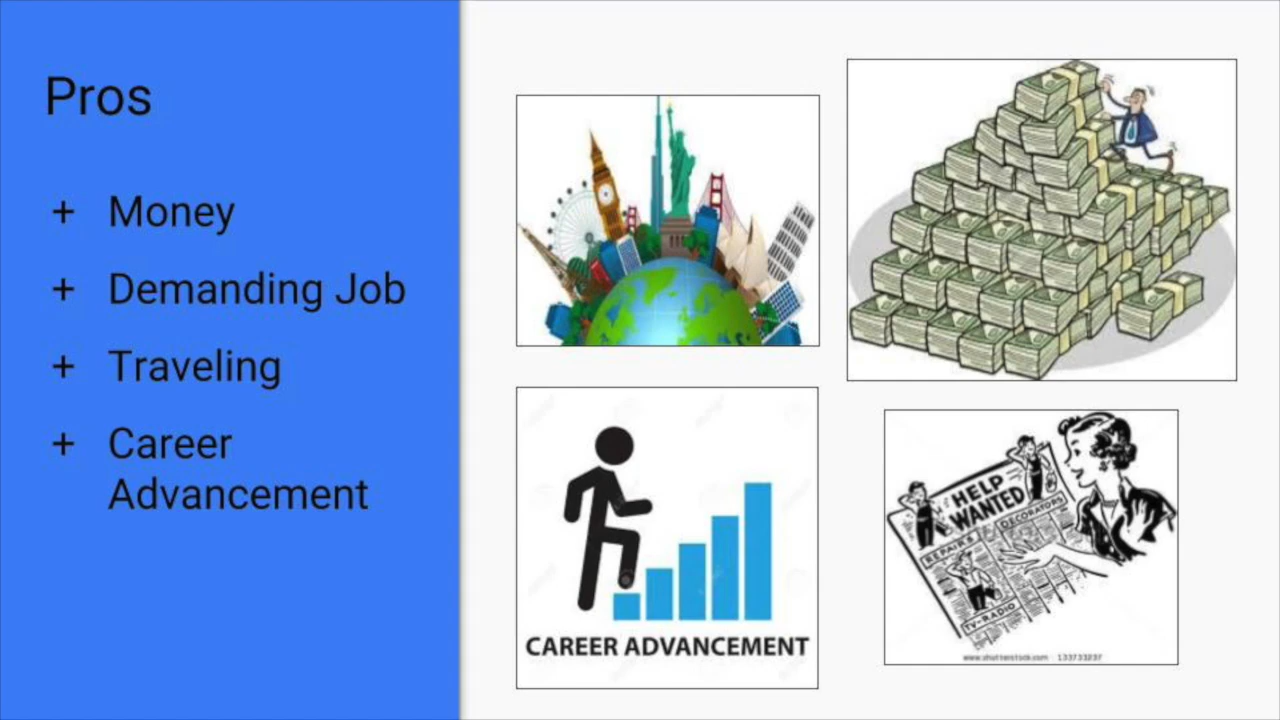 Pros
+ Money
+ Demanding Job
+ Traveling
+ Career
Advancement
CAREER ADVANCEMENT
HELP
WANTED
REPAIRS
DECORATORS
TV-RADIO
www.shutterstock.com · 133733237